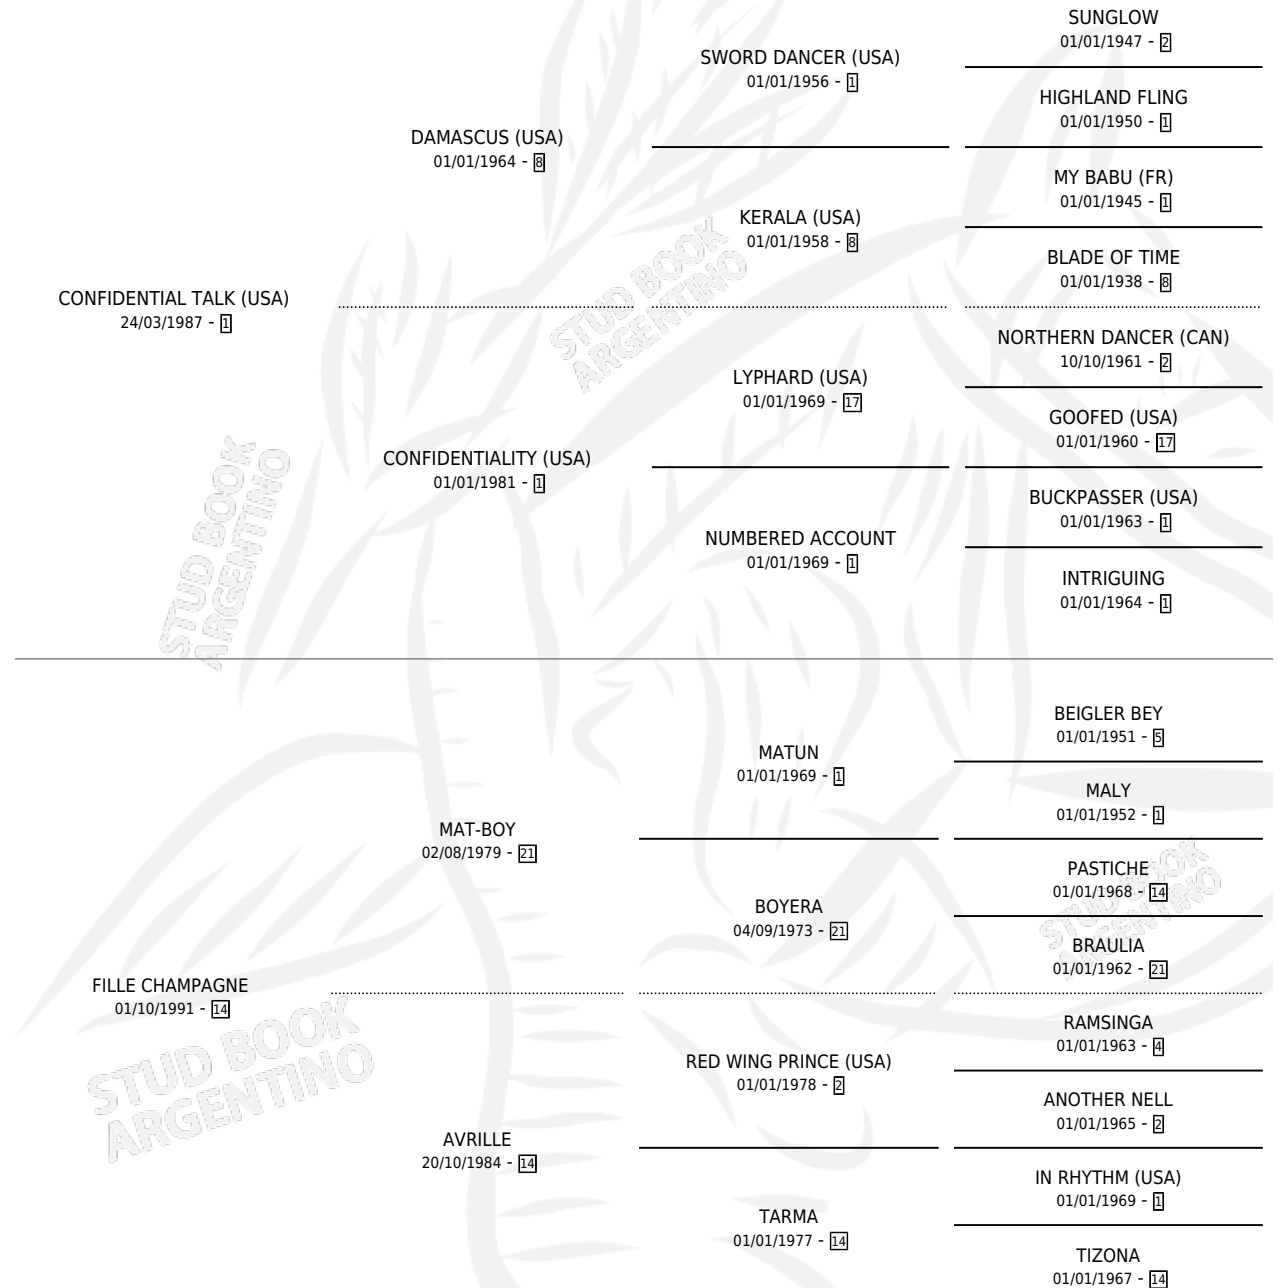 SUNGLOW
01/01/1947 - 2
SWORD DANCER (USA)
01/01/1956 - 1
HIGHLAND FLING
01/01/1950 - 1
DAMASCUS (USA)
01/01/1964 - 8
MY BABU (FR)
01/01/1945 - 1
KERALA (USA)
01/01/1958 - 8
BLADE OF TIME
01/01/1938 - 8
CONFIDENTIAL TALK (USA)
24/03/1987 - 1
NORTHERN DANCER (CAN)
10/10/1961 - 2
LYPHARD (USA)
01/01/1969 - 17
GOOFED (USA)
01/01/1960 - 17
CONFIDENTIALITY (USA)
01/01/1981 - 1
BUCKPASSER (USA)
01/01/1963 - 1
NUMBERED ACCOUNT
01/01/1969 - 1
INTRIGUING
01/01/1964 - 1
BEIGLER BEY
01/01/1951 - 5
MATUN
01/01/1969 - 1
MALY
01/01/1952 - 1
MAT-BOY
02/08/1979 - 21
PASTICHE
01/01/1968 - 14
BOYERA
04/09/1973 - 21
BRAULIA
01/01/1962 - 21
FILLE CHAMPAGNE
01/10/1991 - 14
RAMSINGA
01/01/1963 - 4
RED WING PRINCE (USA)
01/01/1978 - 2
ANOTHER NELL
01/01/1965 - 2
AVRILLE
20/10/1984 - 14
IN RHYTHM (USA)
01/01/1969 - 1
TARMA
01/01/1977 - 14
TIZONA
01/01/1967 - 14
STUD BOOK
ARGENTINO
STUD BOOK
ARGENTINO
STUD BOOK
ARGENTINO
STUD BOOK
ARGENTINO